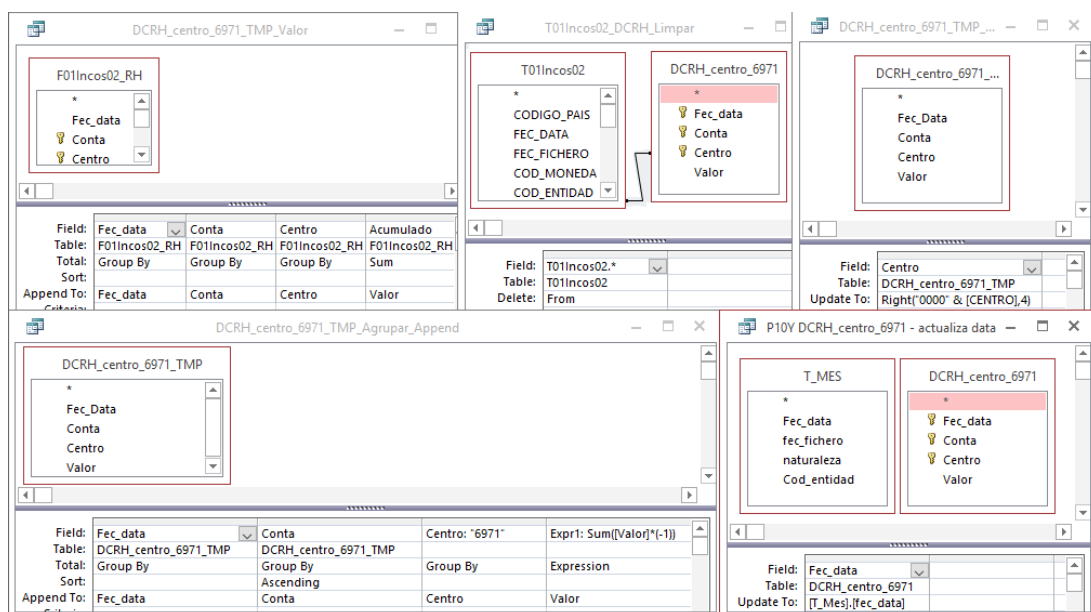 DCRH_centro_6971_TMP_Valor
F01Incos02_RH
*
Fec_data
Conta
Centro
Field: Fec_data Conta Centro Acumulado
Table: F01Incos02_RH F01Incos02_RH F01Incos02_RH F01Incos02_RH
Total: Group By Group By Group By Sum
Sort:
Append To: Fec_data Conta Centro Valor
Criteria:
T01Incos02_DCRH_Limpar
T01Incos02
*
CODIGO_PAIS
FEC_DATA
FEC_FICHERO
COD_MONEDA
COD_ENTIDAD
DCRH_centro_6971
*
Fec_data
Conta
Centro
Valor
Field: T01Incos02.*
Table: T01Incos02
Delete: From
DCRH_centro_6971_TMP_...
DCRH_centro_6971_...
*
Fec_Data
Conta
Centro
Valor
Field: Centro
Table: DCRH_centro_6971_TMP
Update To: Right("0000" & [CENTRO],4)
DCRH_centro_6971_TMP_Agrupar_Append
DCRH_centro_6971_TMP
*
Fec_Data
Conta
Centro
Valor
Field: Fec_data Conta Centro: "6971" Expr1: Sum([Valor]*(-1))
Table: DCRH_centro_6971_TMP DCRH_centro_6971_TMP
Total: Group By Group By Group By Expression
Sort: Ascending
Append To: Fec_data Conta Centro Valor
P10Y DCRH_centro_6971 - actualiza data
T_MES
*
Fec_data
fec_fichero
naturaleza
Cod_entidad
DCRH_centro_6971
*
Fec_data
Conta
Centro
Valor
Field: Fec_data
Table: DCRH_centro_6971
Update To: [T_Mes].[fec_data]